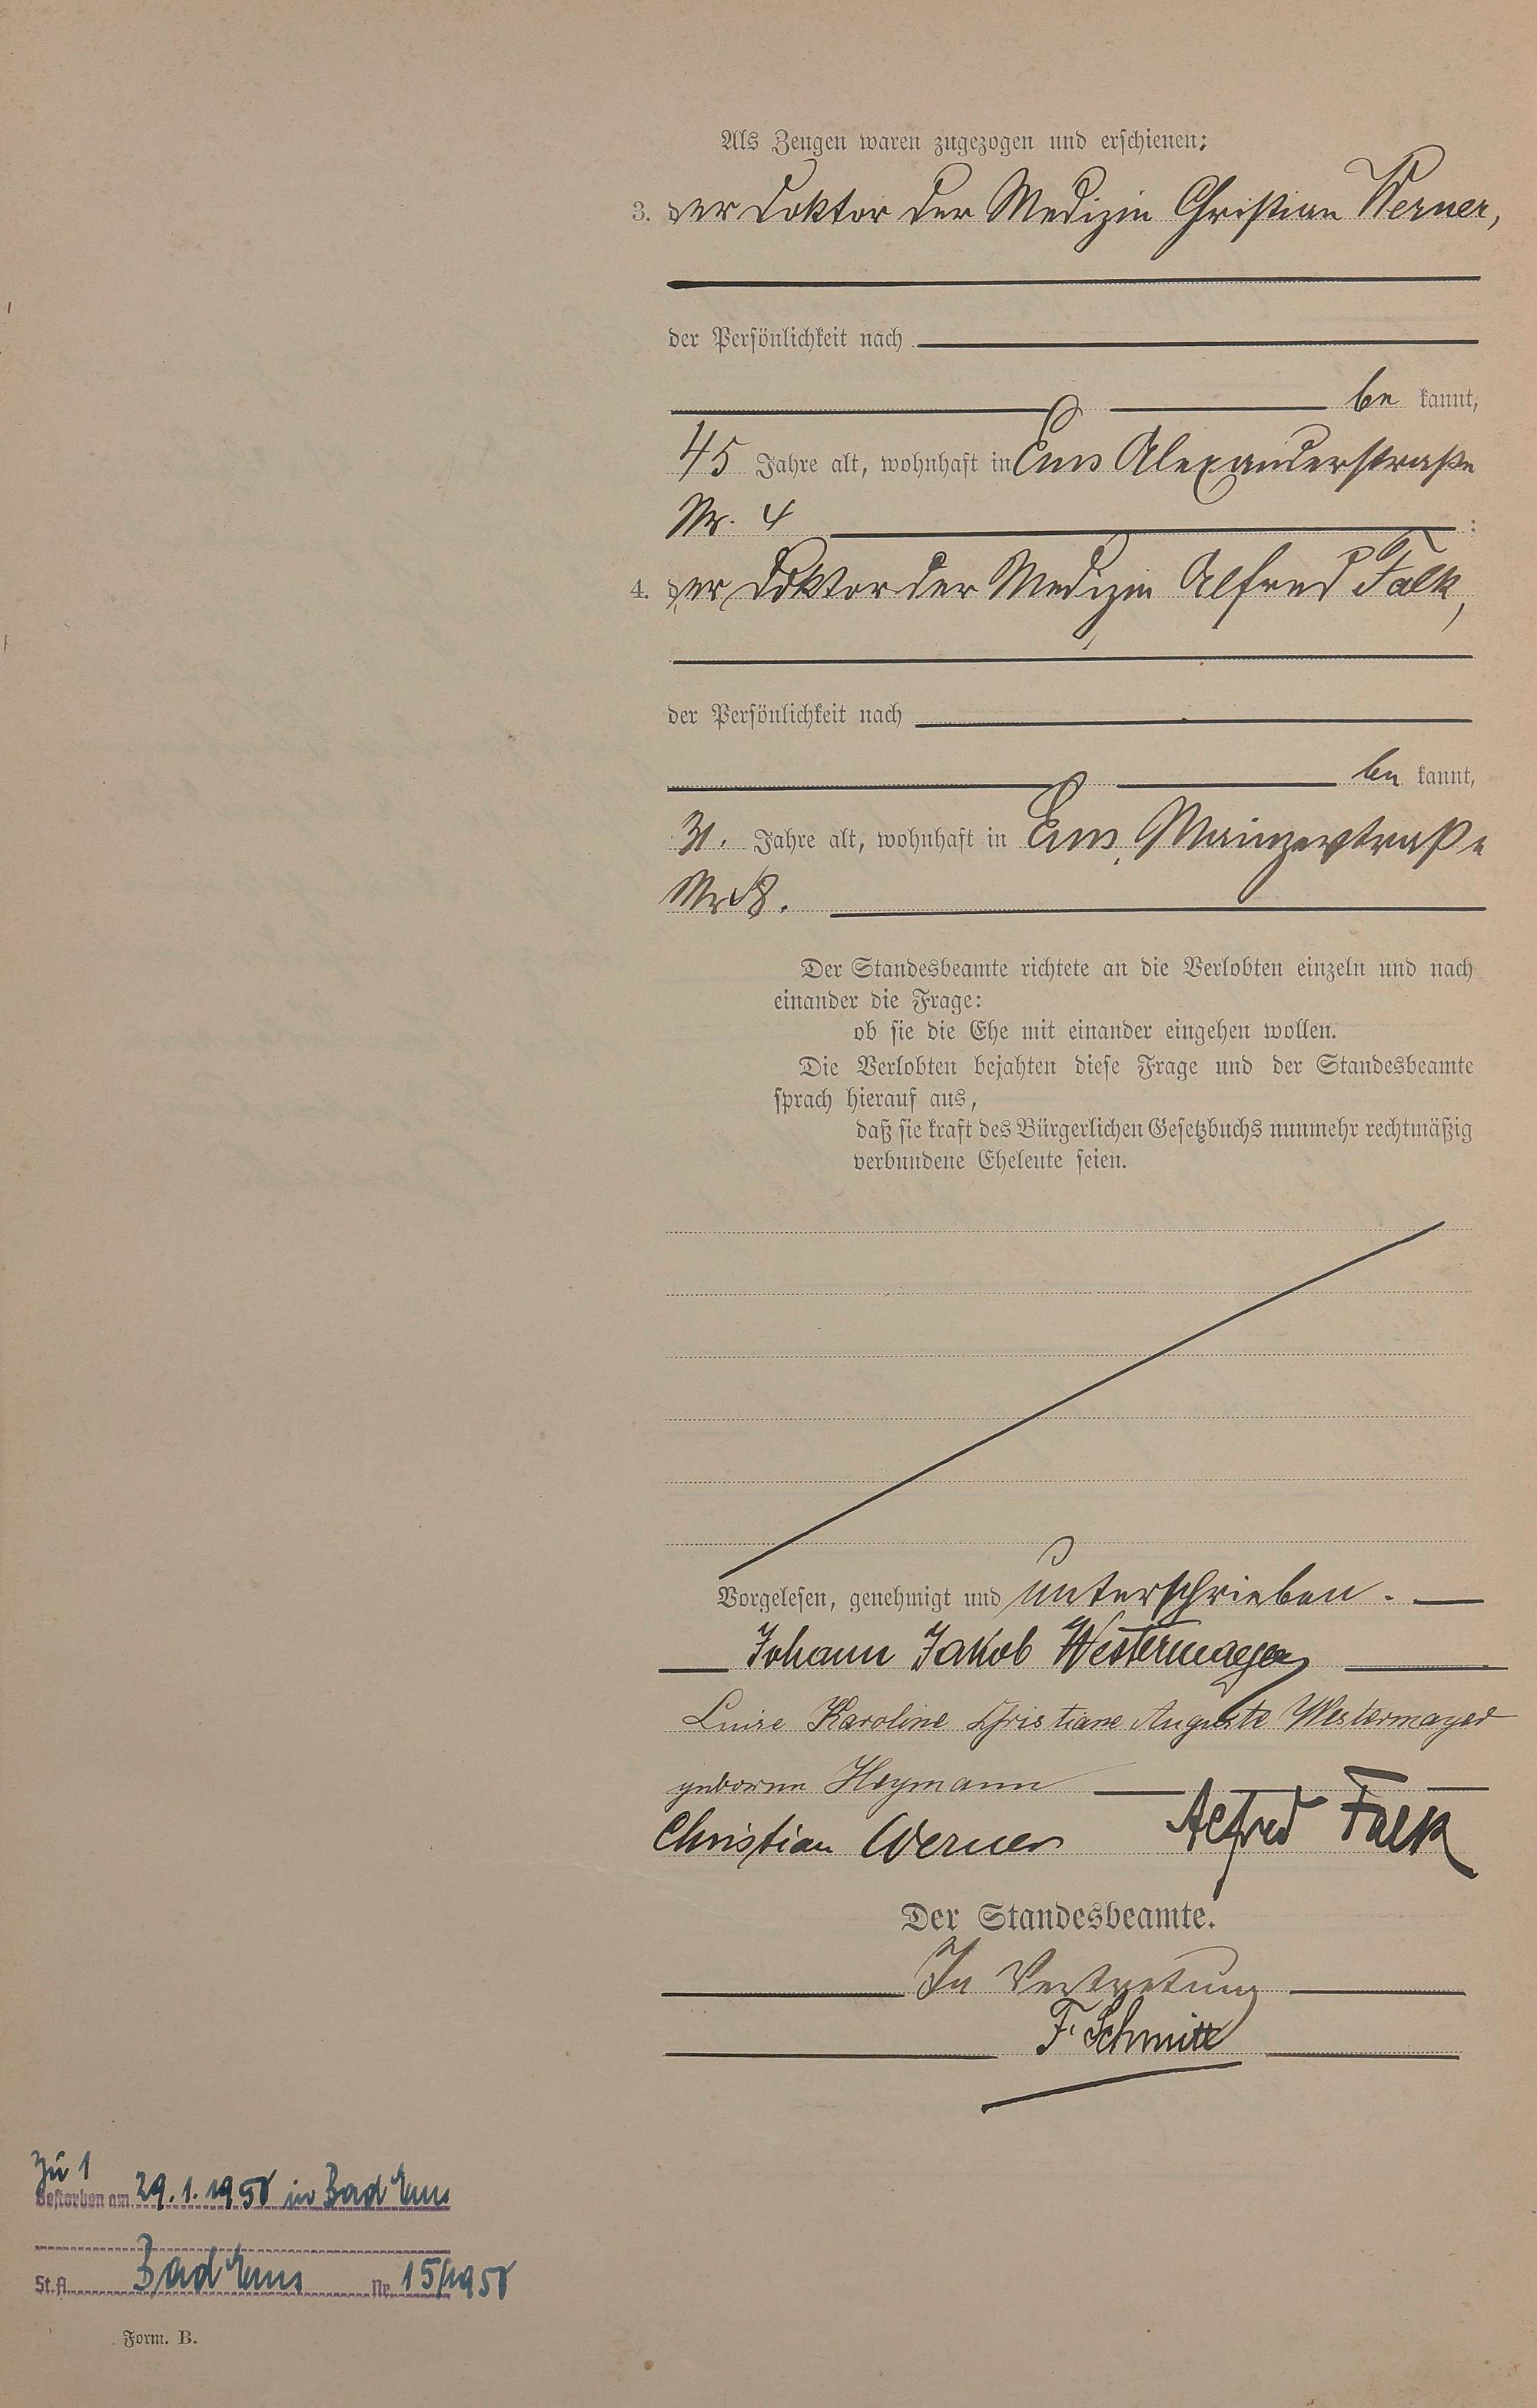 Als Zeugen waren zugezogen und erschienen:
3. der Doktor der Medizin Christian Werner,
der Persönlichkeit nach
be kannt,
45 Jahre alt, wohnhaft in Ems Alexanderstraße
Nr. 4 ;
4. der Doktor der Medizin Alfred Falk,
der Persönlichkeit nach
be kannt,
31. Jahre alt, wohnhaft in Ems, Mainzerstraße
Nr 8.
Der Standesbeamte richtete an die Verlobten einzeln und nach
einander die Frage:
ob sie die Ehe mit einander eingehen wollen.
Die Verlobten bejahten diese Frage und der Standesbeamte
sprach hierauf aus,
daß sie kraft des Bürgerlichen Gesetzbuchs nunmehr rechtmäßig
verbundene Eheleute seien.
Vorgelesen, genehmigt und unterschrieben.
Johann Jakob Westermayer
Luise Karoline Christiane Auguste Westermayer
geborne Heymann
Christian Werner Alfred Falk
Der Standesbeamte.
In Vertretung
F. Schmitt
Zu 1
Gestorben am 29.1.1958 in Bad Ems
St. A. Bad Ems Nr. 15/1958
Form. B.